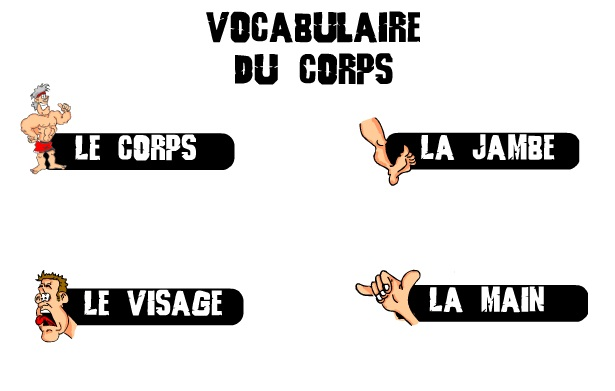 VOCABULAIRE
DU CORPS
LE CORPS
LA JAMBE
LE VISAGE
LA MAIN